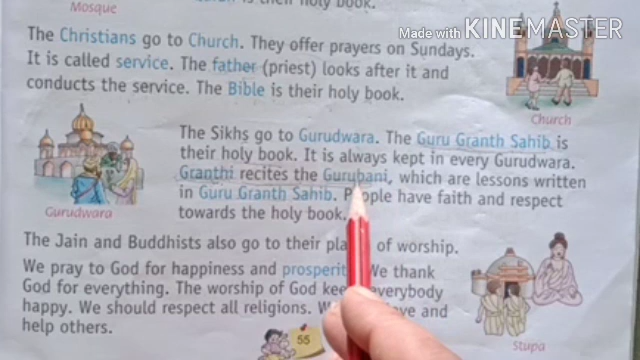 Made with KINEMASTER
is their holy book.
Mosque
The Christians go to Church. They offer prayers on Sundays.
It is called service. The father (priest) looks after it and
conducts the service. The Bible is their holy book.
Church
The Sikhs go to Gurudwara. The Guru Granth Sahib is
their holy book. It is always kept in every Gurudwara.
Granthi recites the Gurubani, which are lessons written
in Guru Granth Sahib. People have faith and respect
towards the holy book.
Gurudwara
The Jain and Buddhists also go to their of worship.
We pray to God for happiness and We thank
God for everything. The worship of God everybody
happy. We should respect all religions. and
help others.
Stupa
55